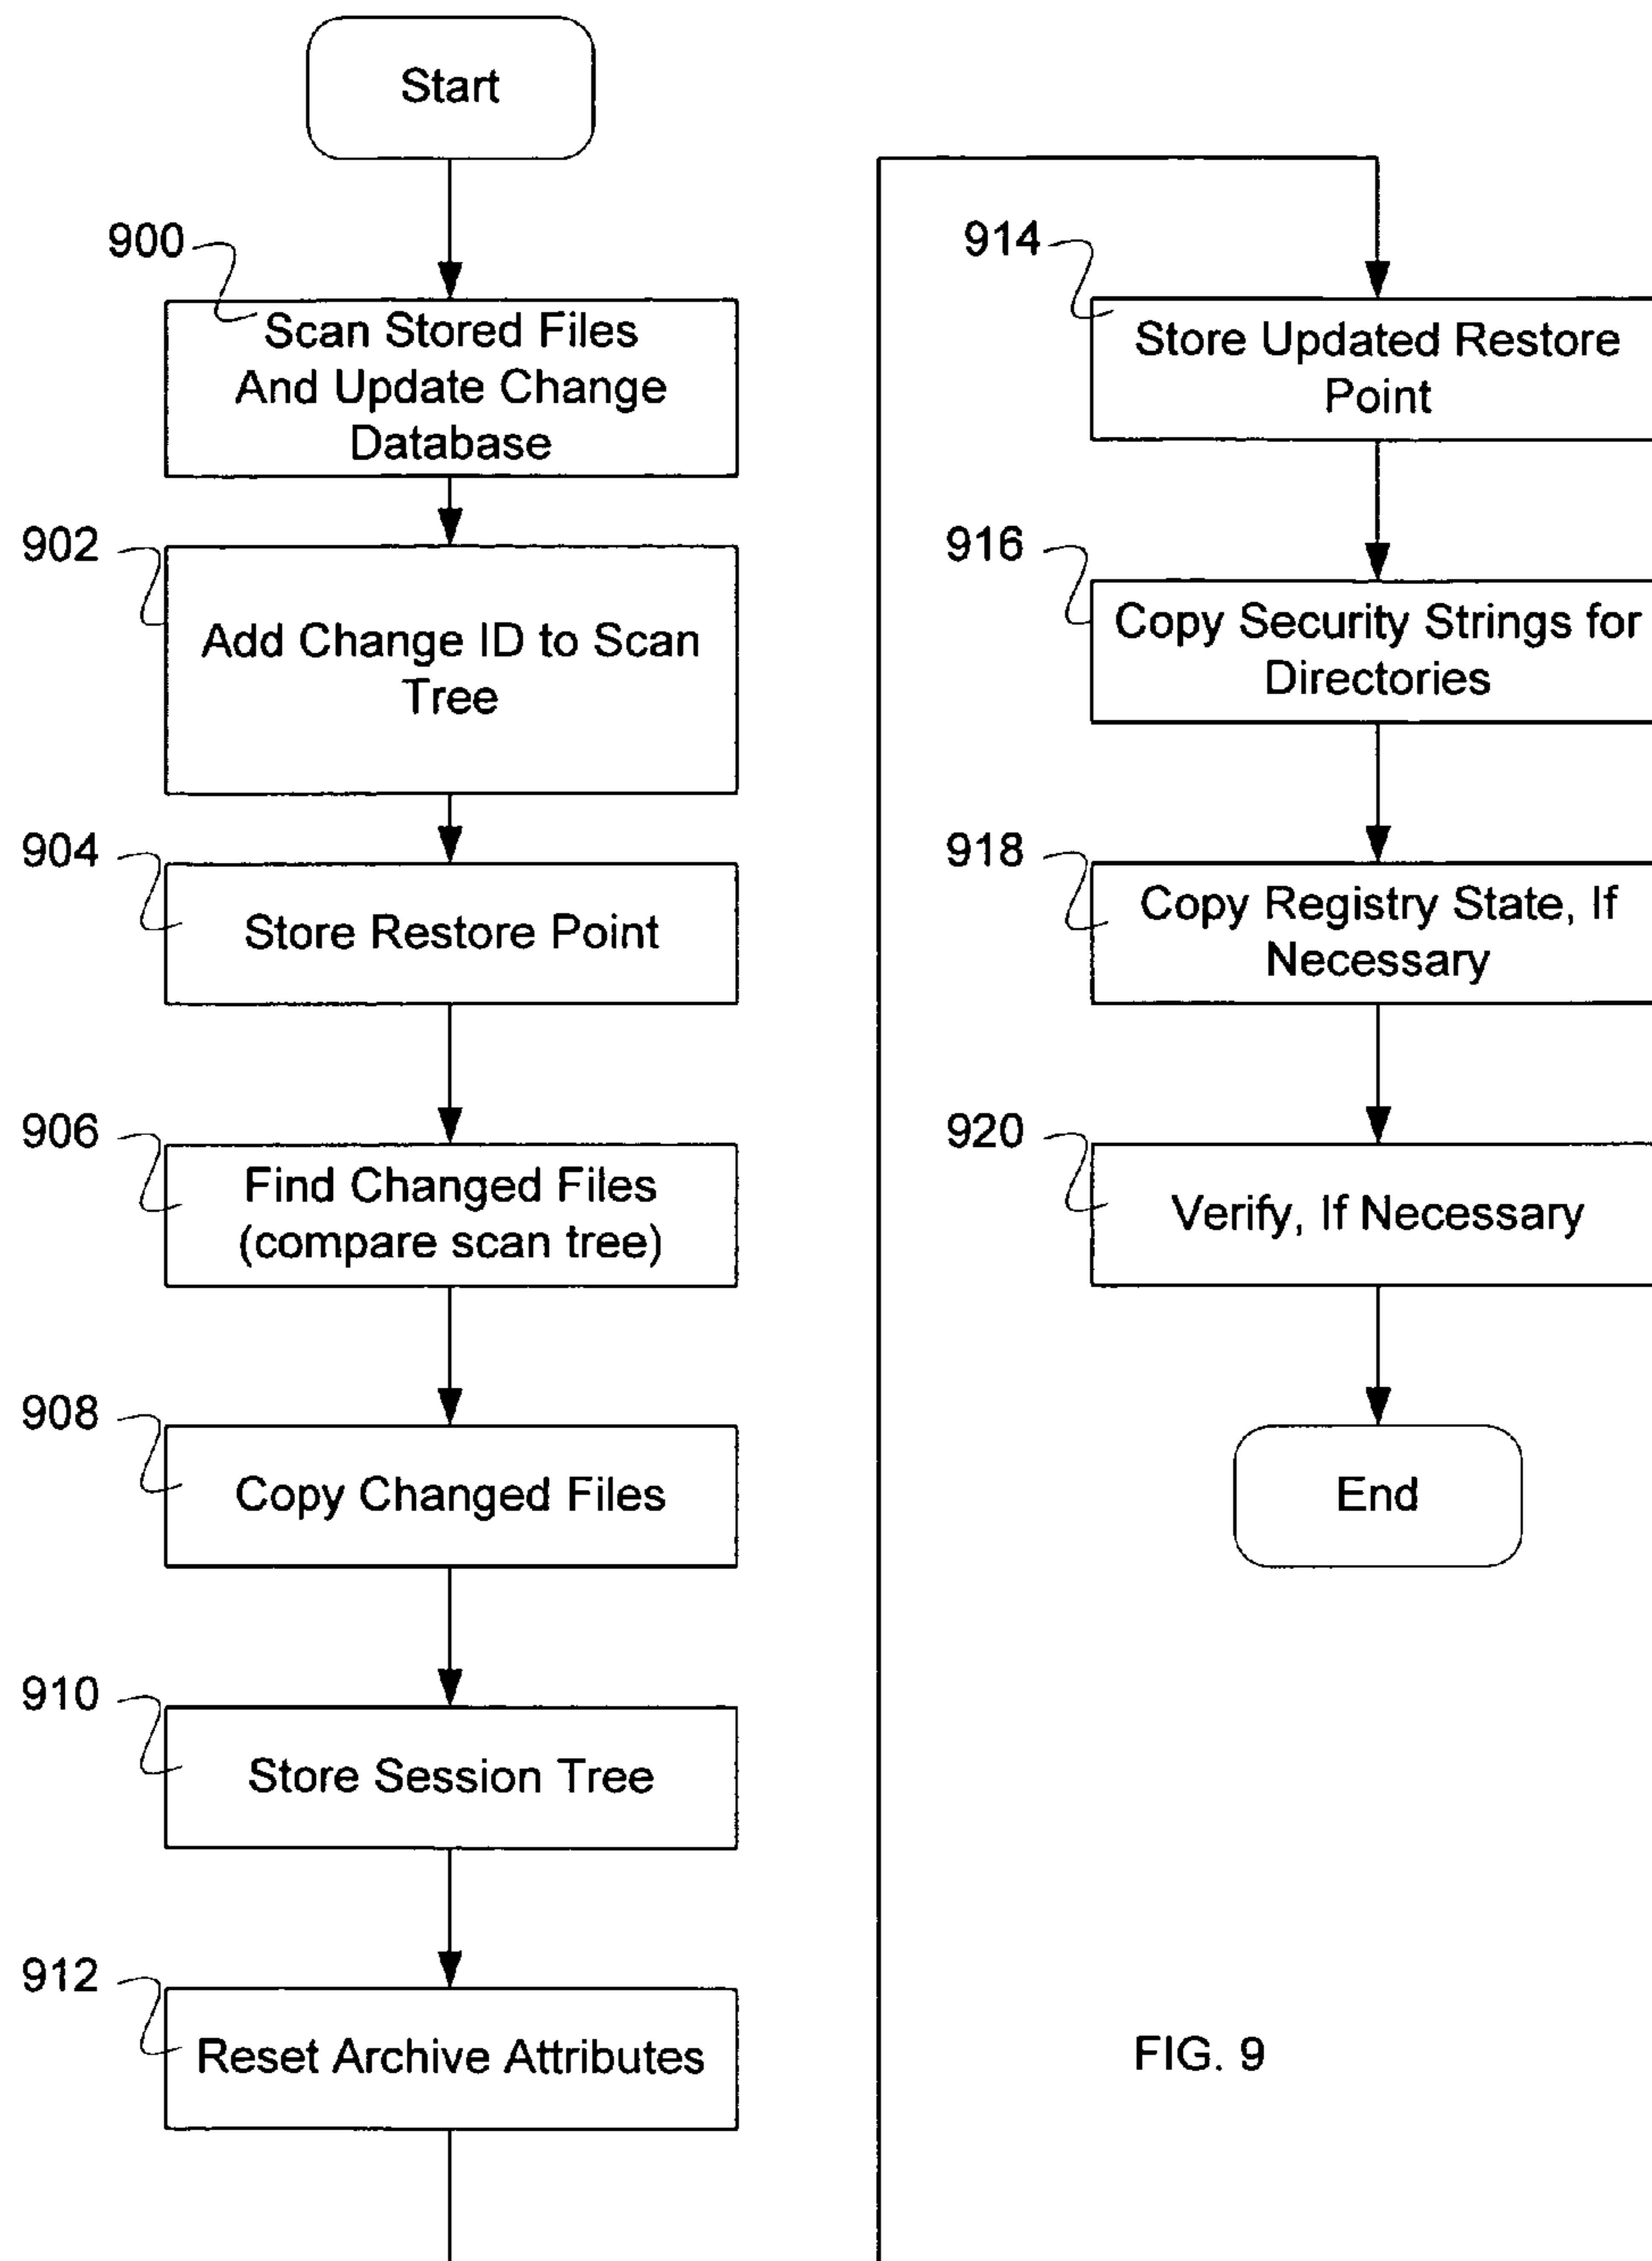 Start
900
Scan Stored Files
And Update Change
Database
902
Add Change ID to Scan
Tree
904
Store Restore Point
906
Find Changed Files
(compare scan tree)
908
Copy Changed Files
910
Store Session Tree
912
Reset Archive Attributes
914
Store Updated Restore
Point
916
Copy Security Strings for
Directories
918
Copy Registry State, If
Necessary
920
Verify, If Necessary
End
FIG. 9